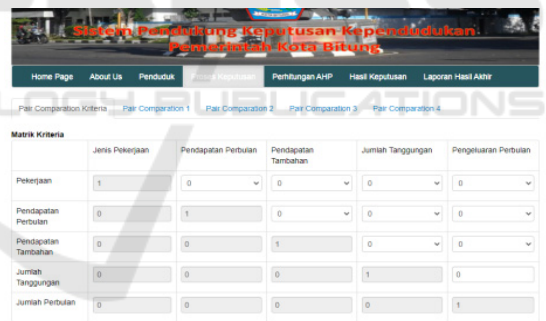 Sistem Pendukung Keputusan Kependudukan
Pemerintah Kota Bitung
Home Page About Us Penduduk Proses Keputusan Perhitungan AHP Hasil Keputusan Laporan Hasil Akhir
Pair Comparation Kriteria Pair Comparation 1 Pair Comparation 2 Pair Comparation 3 Pair Comparation 4
Matrik Kriteria
Jenis Pekerjaan Pendapatan Perbulan Pendapatan Tambahan Jumlah Tanggungan Pengeluaran Perbulan
Pekerjaan 1 0 0 0 0
Pendapatan Perbulan 0 1 0 0 0
Pendapatan Tambahan 0 0 1 0 0
Jumlah Tanggungan 0 0 0 1 0
Jumlah Perbulan 0 0 0 0 1